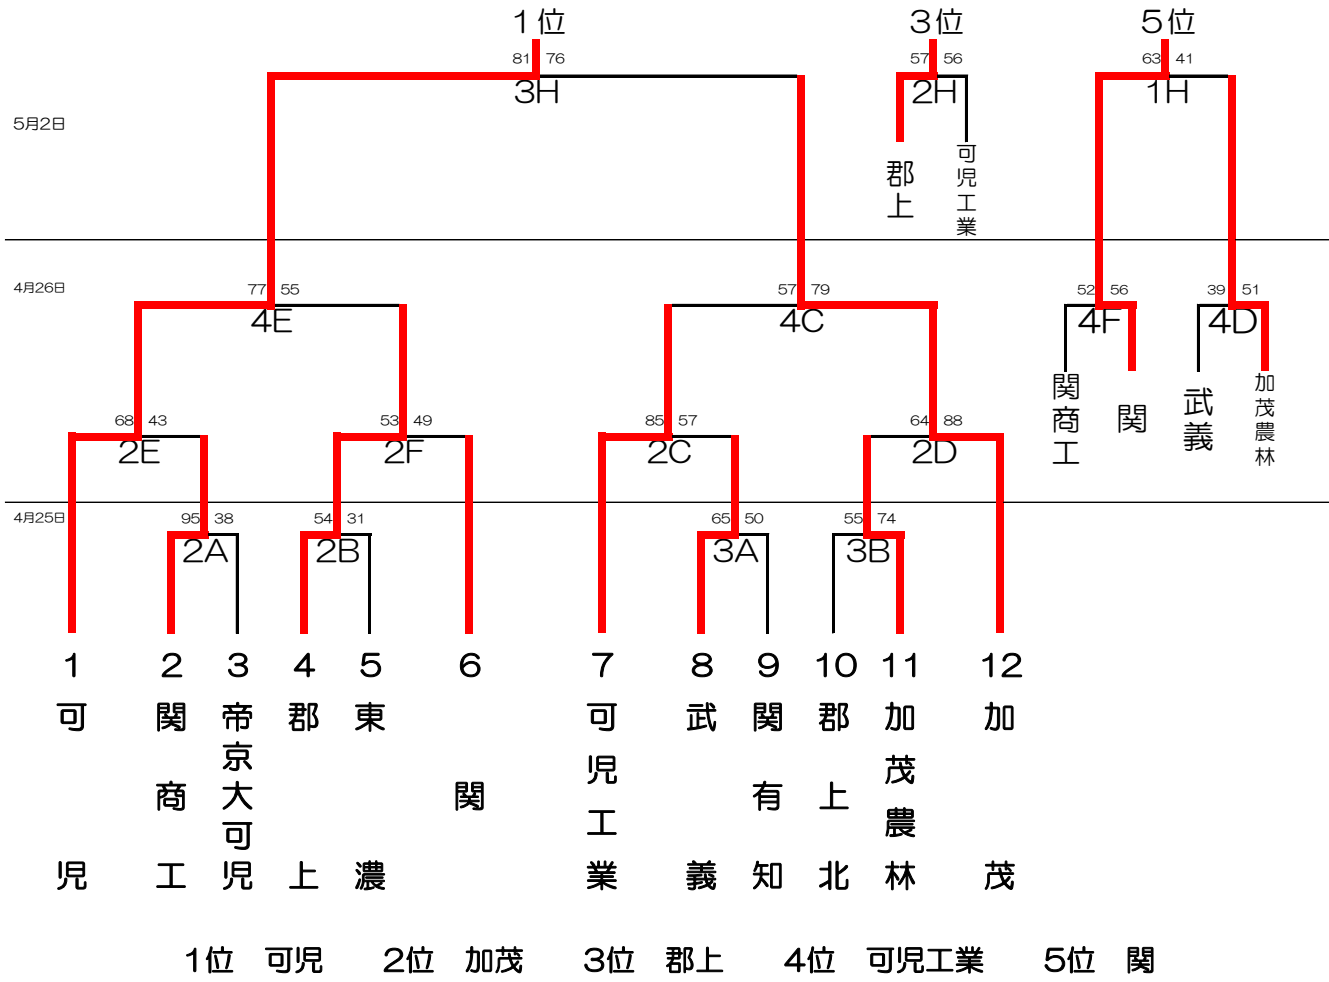 1位 3位 5位
81 76 57 56 63 41
3H 2H 1H
5月2日
郡上
可児工業
4月26日
77 55 57 79 52 56 39 51
4E 4C 4F 4D
関商工
関
武義
加茂農林
68 43 53 49 85 57 64 88
2E 2F 2C 2D
4月25日
95 38 54 31 65 50 55 74
2A 2B 3A 3B
1 2 3 4 5 6 7 8 9 10 11 12
可児
関商工
帝京大可児
郡上
東濃
関
可児工業
武義
関有知
郡上北
加茂農林
加茂
1位 可児 2位 加茂 3位 郡上 4位 可児工業 5位 関